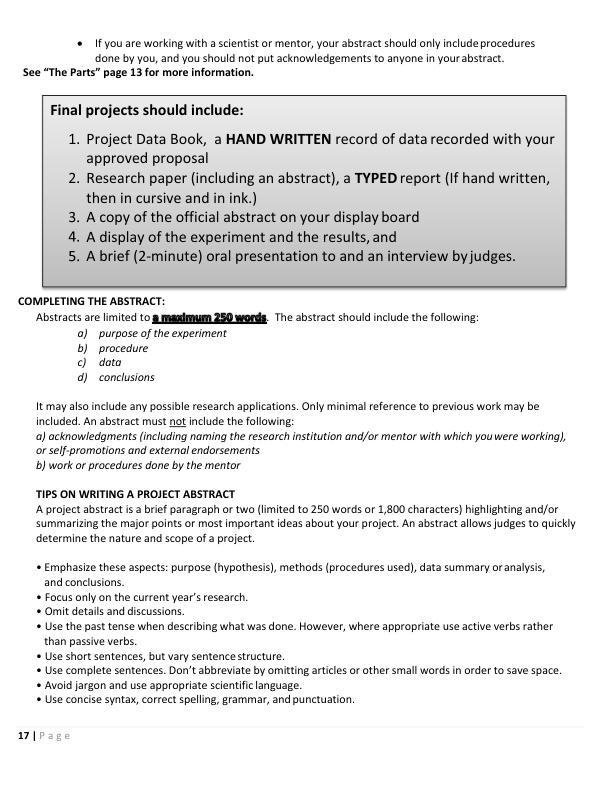 • If you are working with a scientist or mentor, your abstract should only include procedures
done by you, and you should not put acknowledgements to anyone in your abstract.
See “The Parts” page 13 for more information.
Final projects should include:
1. Project Data Book, a HAND WRITTEN record of data recorded with your
approved proposal
2. Research paper (including an abstract), a TYPED report (If hand written,
then in cursive and in ink.)
3. A copy of the official abstract on your display board
4. A display of the experiment and the results, and
5. A brief (2-minute) oral presentation to and an interview by judges.
COMPLETING THE ABSTRACT:
Abstracts are limited to a maximum 250 words. The abstract should include the following:
a) purpose of the experiment
b) procedure
c) data
d) conclusions
It may also include any possible research applications. Only minimal reference to previous work may be
included. An abstract must not include the following:
a) acknowledgments (including naming the research institution and/or mentor with which you were working),
or self-promotions and external endorsements
b) work or procedures done by the mentor
TIPS ON WRITING A PROJECT ABSTRACT
A project abstract is a brief paragraph or two (limited to 250 words or 1,800 characters) highlighting and/or
summarizing the major points or most important ideas about your project. An abstract allows judges to quickly
determine the nature and scope of a project.
• Emphasize these aspects: purpose (hypothesis), methods (procedures used), data summary or analysis,
and conclusions.
• Focus only on the current year’s research.
• Omit details and discussions.
• Use the past tense when describing what was done. However, where appropriate use active verbs rather
than passive verbs.
• Use short sentences, but vary sentence structure.
• Use complete sentences. Don’t abbreviate by omitting articles or other small words in order to save space.
• Avoid jargon and use appropriate scientific language.
• Use concise syntax, correct spelling, grammar, and punctuation.
17 | Page